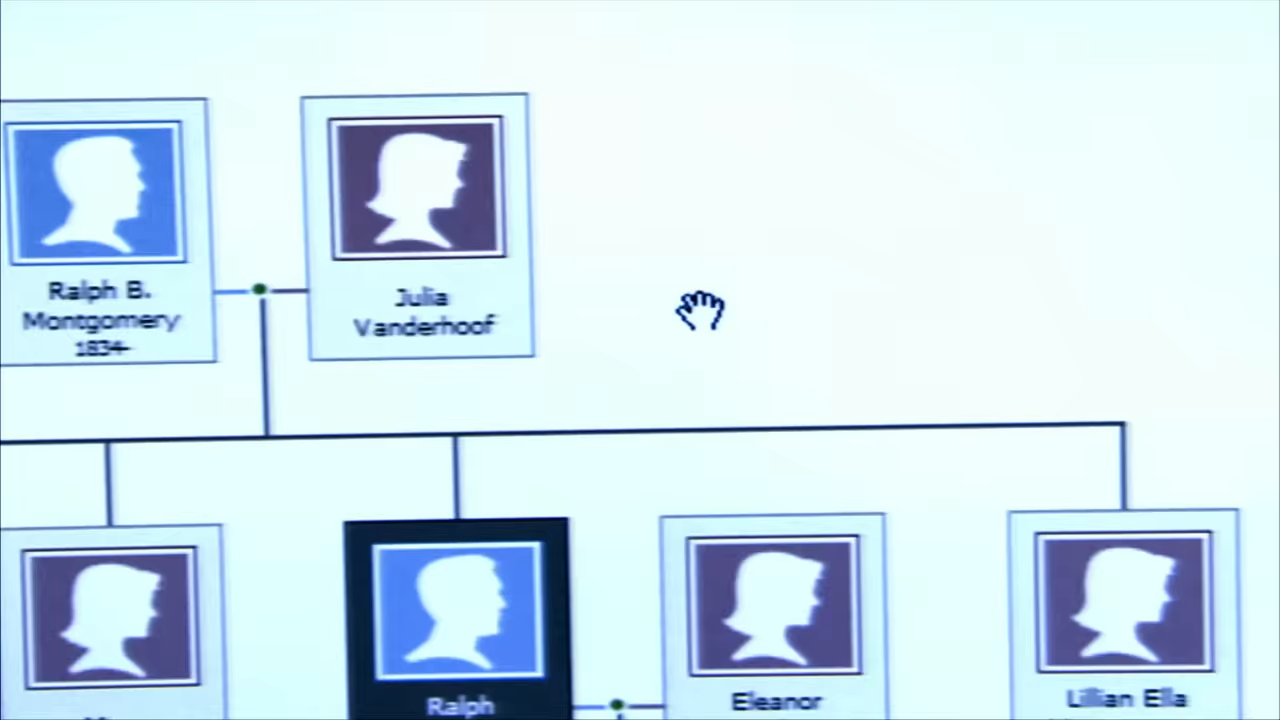 Ralph B.
Montgomery
1834-
Julia
Vanderhoof
Ralph
Eleanor
Lillian Ella